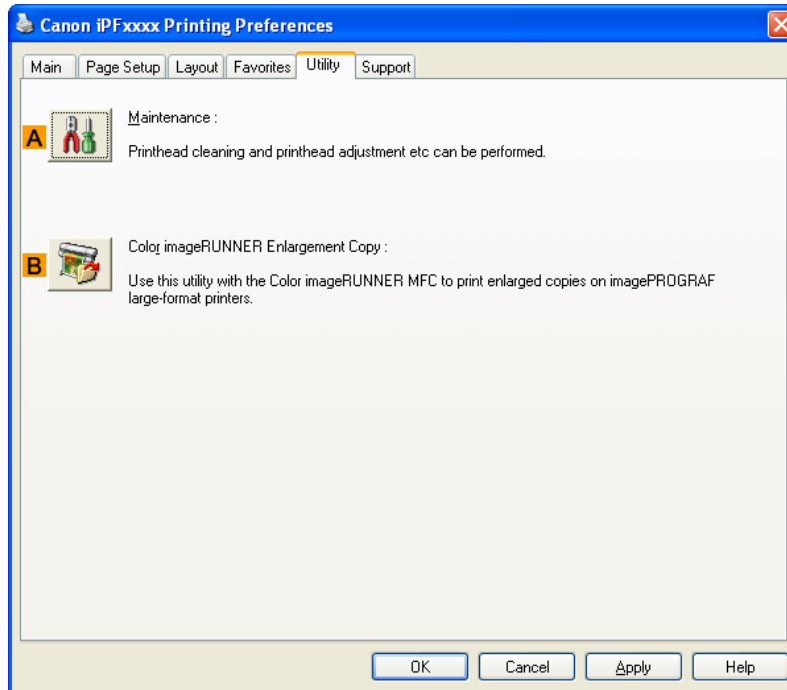 Canon iPFxxxx Printing Preferences
Main Page Setup Layout Favorites Utility Support
A
Maintenance :
Printhead cleaning and printhead adjustment etc can be performed.
B
Color imageRUNNER Enlargement Copy :
Use this utility with the Color imageRUNNER MFC to print enlarged copies on imagePROGRAF
large-format printers.
OK Cancel Apply Help